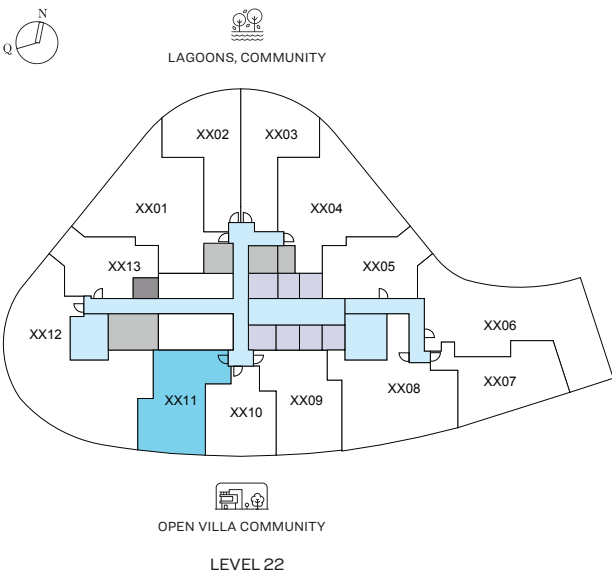 N
Q
LAGOONS, COMMUNITY
XX02
XX03
XX01
XX04
XX13
XX05
XX12
XX06
XX11
XX10
XX09
XX08
XX07
OPEN VILLA COMMUNITY
LEVEL 22